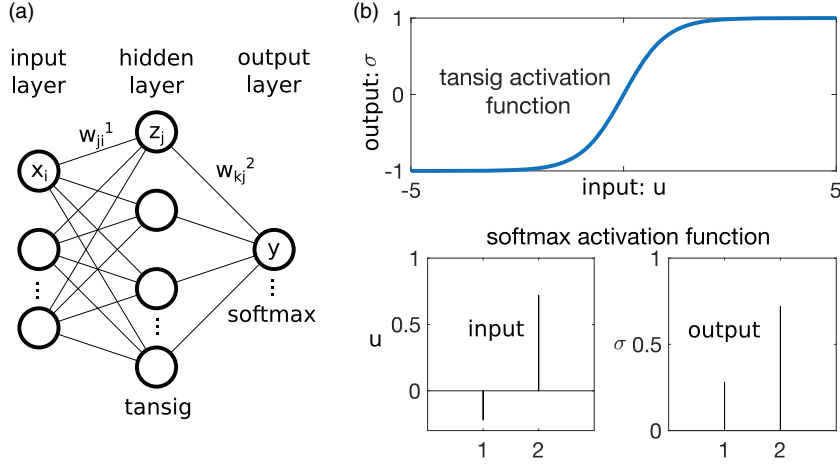 (a)
input
layer
hidden
layer
output
layer
w_ji^1
z_j
x_i
w_kj^2
y
softmax
tansig
(b)
1
0
-1
output: σ
tansig activation
function
-5
input: u
5
softmax activation function
1
0.5
0
u
input
1
2
1
0.5
0
σ
output
1
2